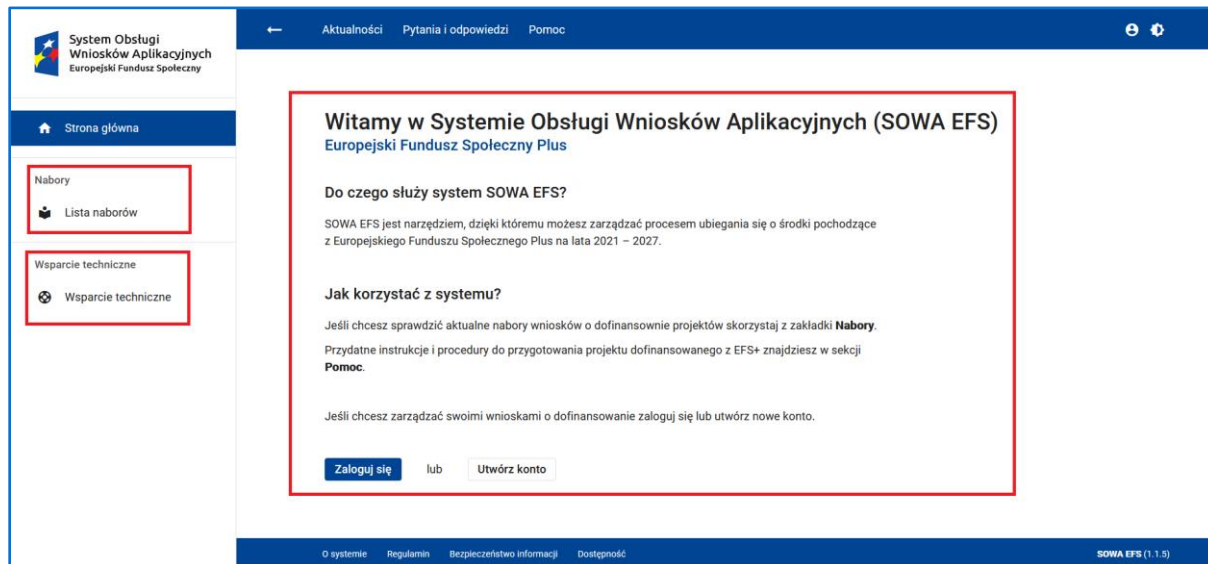 System Obsługi
Wniosków Aplikacyjnych
Europejski Fundusz Społeczny
Aktualności Pytania i odpowiedzi Pomoc
Strona główna
Nabory
Lista naborów
Wsparcie techniczne
Wsparcie techniczne
Witamy w Systemie Obsługi Wniosków Aplikacyjnych (SOWA EFS)
Europejski Fundusz Społeczny Plus
Do czego służy system SOWA EFS?
SOWA EFS jest narzędziem, dzięki któremu możesz zarządzać procesem ubiegania się o środki pochodzące
z Europejskiego Funduszu Społecznego Plus na lata 2021 – 2027.
Jak korzystać z systemu?
Jeśli chcesz sprawdzić aktualne nabory wniosków o dofinansownie projektów skorzystaj z zakładki Nabory.
Przydatne instrukcje i procedury do przygotowania projektu dofinansowanego z EFS+ znajdziesz w sekcji
Pomoc.
Jeśli chcesz zarządzać swoimi wnioskami o dofinansowanie zaloguj się lub utwórz nowe konto.
Zaloguj się lub Utwórz konto
O systemie Regulamin Bezpieczeństwo informacji Dostępność SOWA EFS (1.1.5)